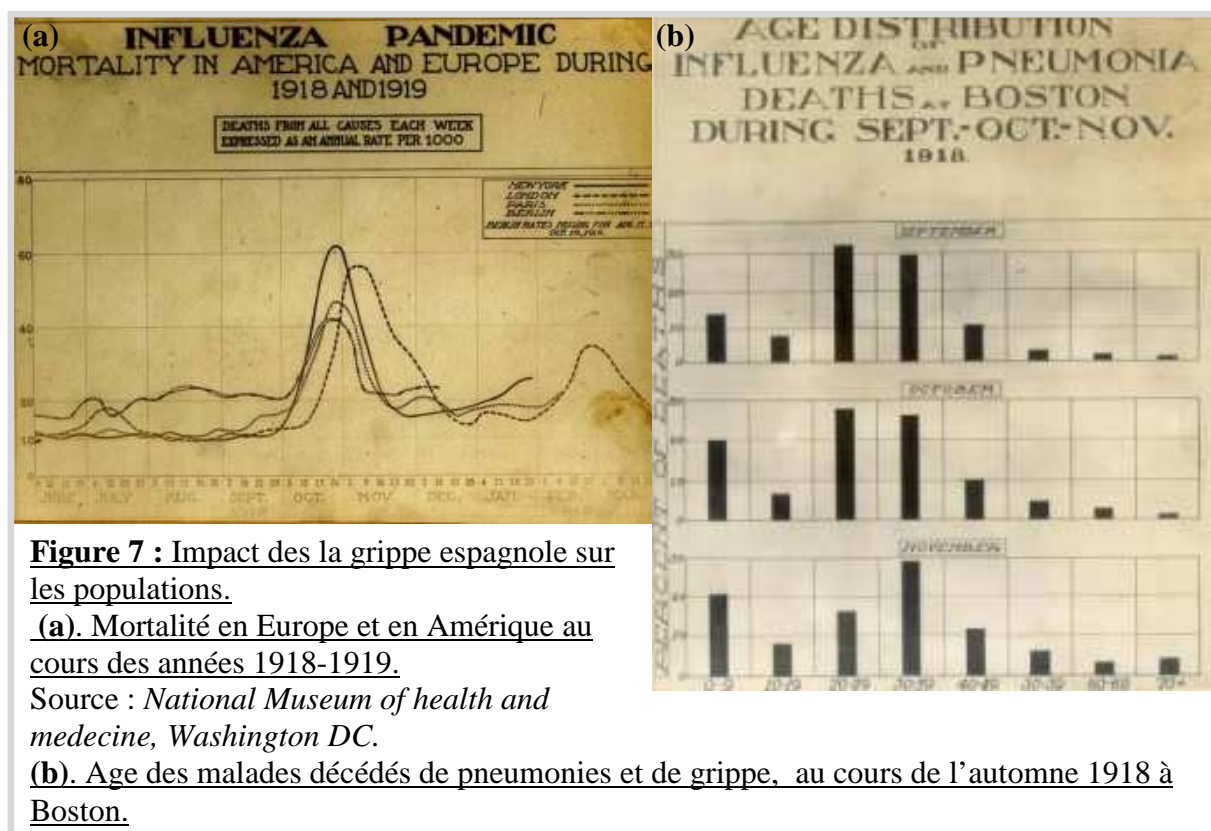 (a)
INFLUENZA PANDEMIC
MORTALITY IN AMERICA AND EUROPE DURING
1918 AND 1919
DEATHS FROM ALL CAUSES EACH WEEK
EXPRESSED AS AN ANNUAL RATE PER 1000
NEW YORK
LONDON
PARIS
BERLIN
80
60
40
20
10
0
JUNE JULY AUG. SEPT. OCT. NOV. DEC. JAN. FEB.
1918
(b)
AGE DISTRIBUTION
OF
INFLUENZA AND PNEUMONIA
DEATHS AT BOSTON
DURING SEPT.-OCT.-NOV.
1918.
PERCENT OF DEATHS
SEPTEMBER
OCTOBER
NOVEMBER
0-9 10-19 20-29 30-39 40-49 60-69 70+
Figure 7 : Impact des la grippe espagnole sur
les populations.
(a). Mortalité en Europe et en Amérique au
cours des années 1918-1919.
Source : National Museum of health and
medecine, Washington DC.
(b). Age des malades décédés de pneumonies et de grippe, au cours de l’automne 1918 à
Boston.